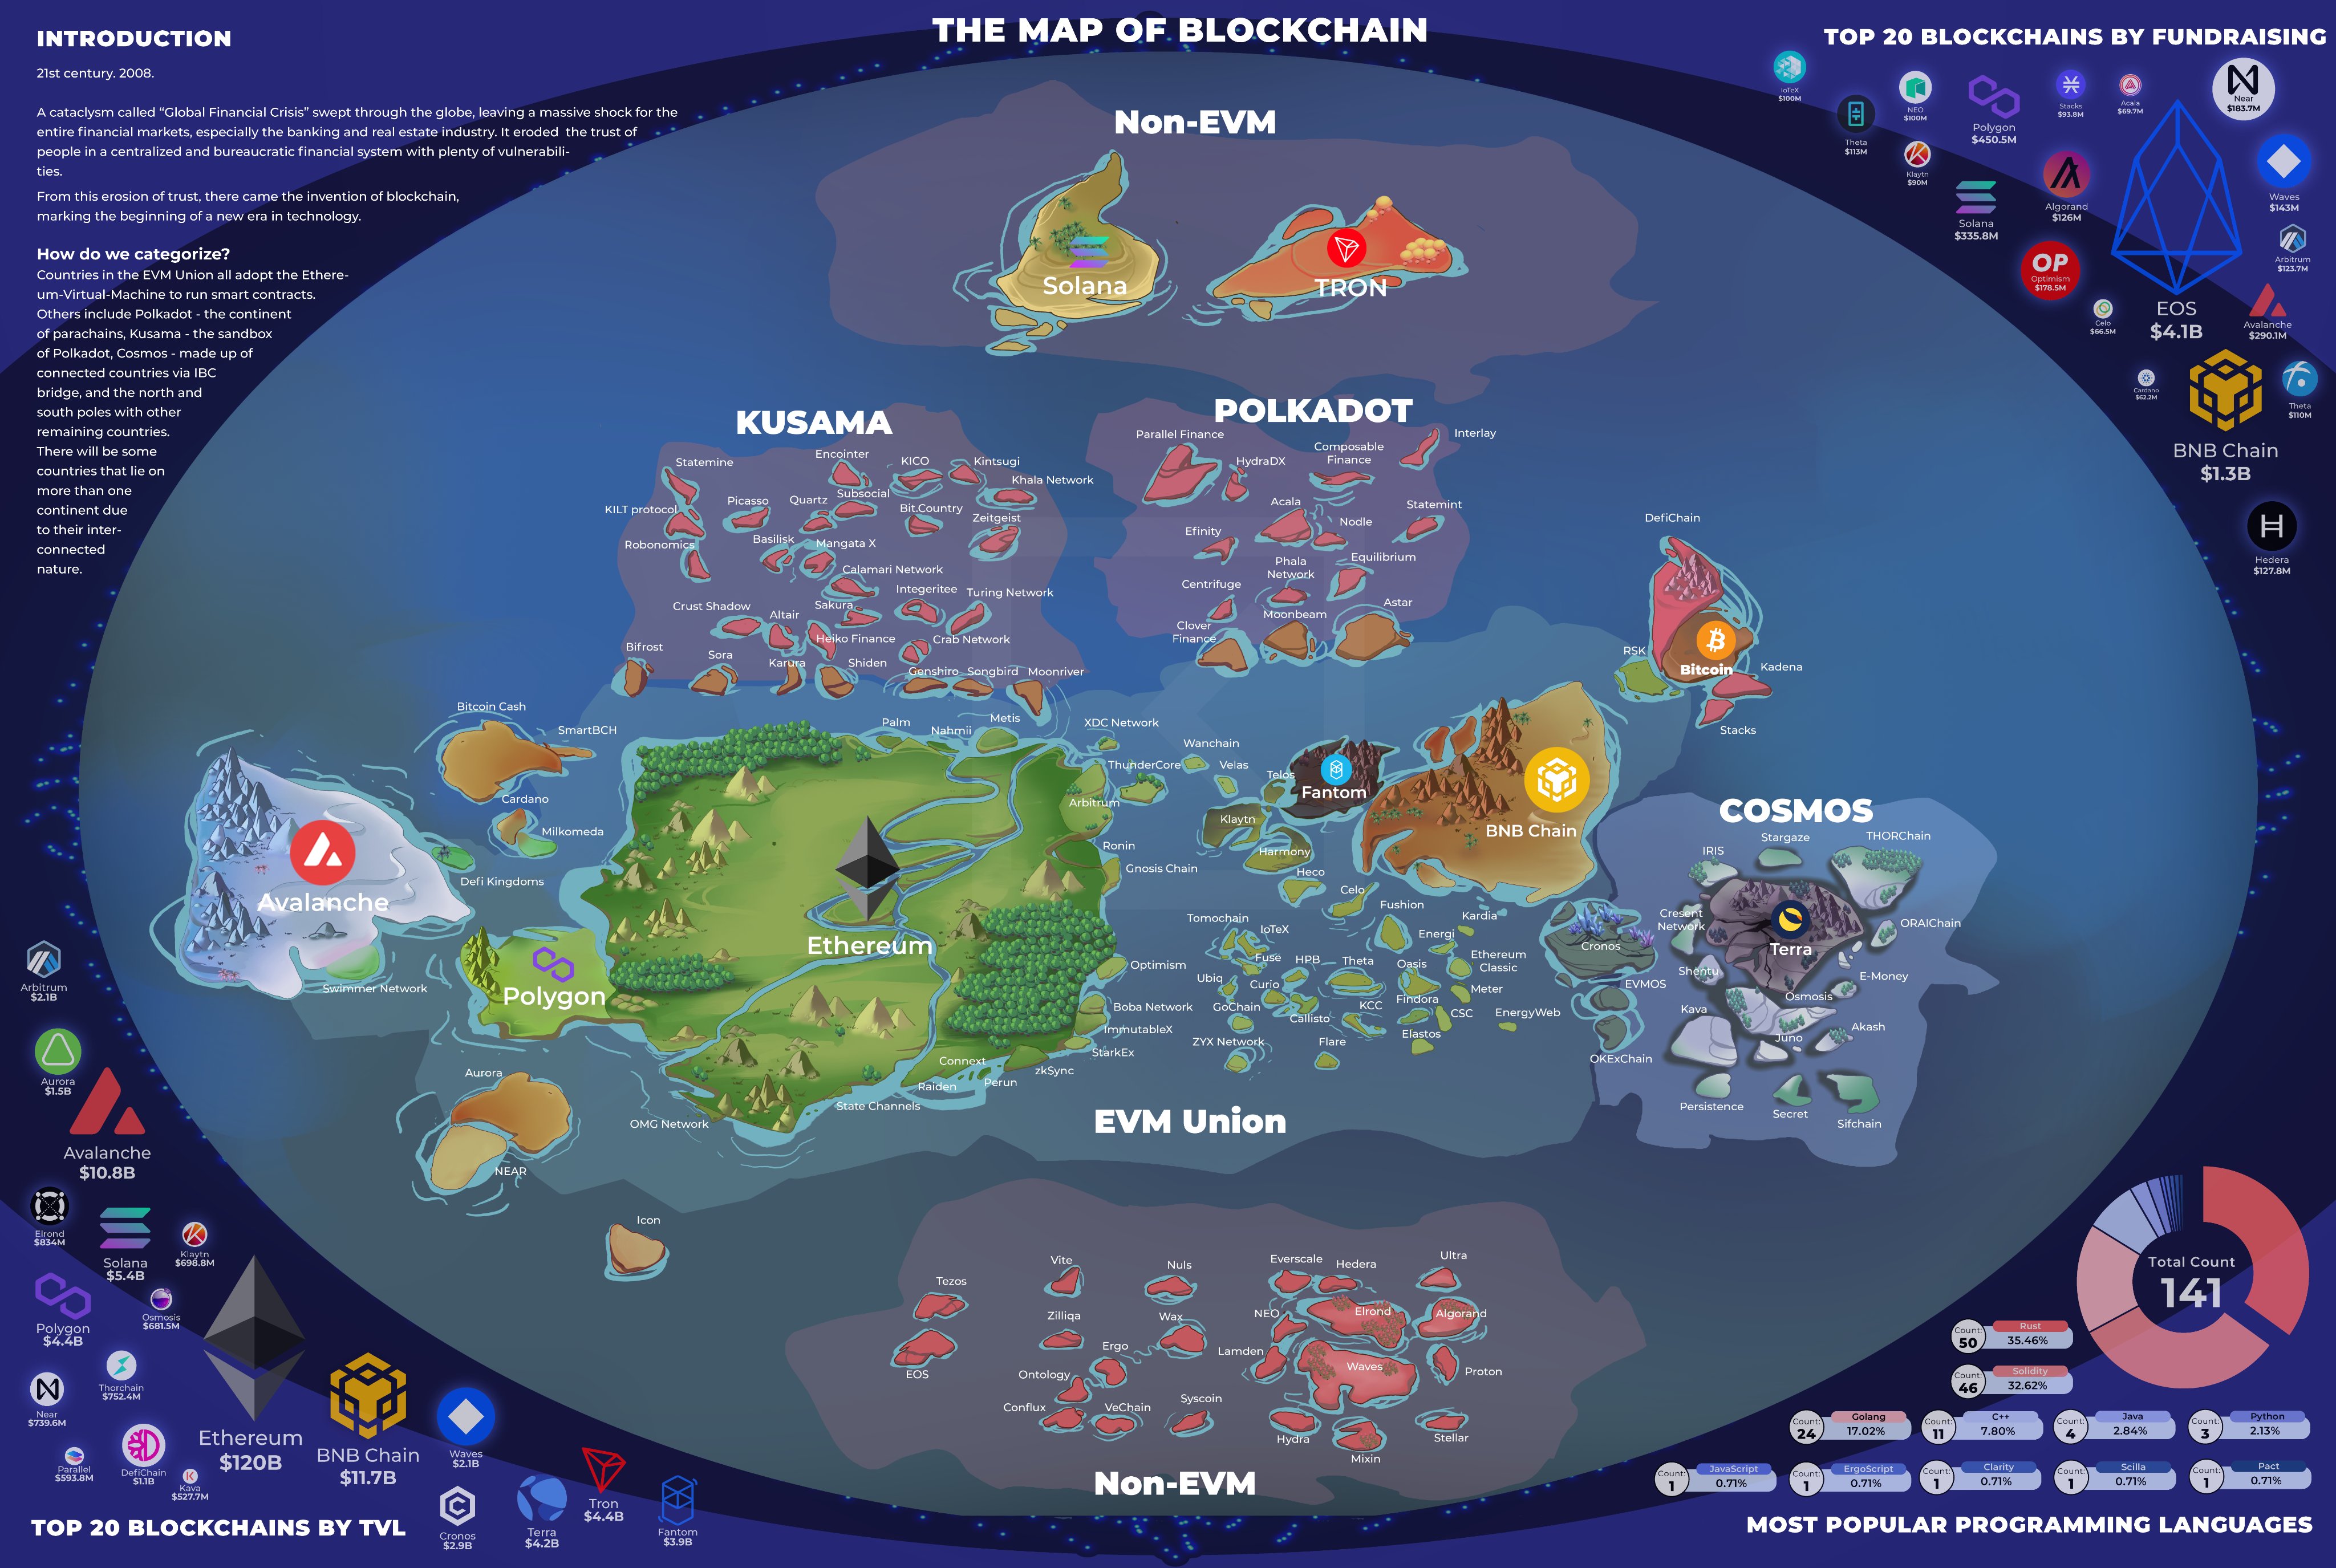 THE MAP OF BLOCKCHAIN
INTRODUCTION
21st century. 2008.
A cataclysm called “Global Financial Crisis” swept through the globe, leaving a massive shock for the
entire financial markets, especially the banking and real estate industry. It eroded  the trust of
people in a centralized and bureaucratic financial system with plenty of vulnerabili-
ties.
From this erosion of trust, there came the invention of blockchain,
marking the beginning of a new era in technology.
How do we categorize?
Countries in the EVM Union all adopt the Ethere-
um-Virtual-Machine to run smart contracts.
Others include Polkadot - the continent
of parachains, Kusama - the sandbox
of Polkadot, Cosmos - made up of
connected countries via IBC
bridge, and the north and
south poles with other
remaining countries.
There will be some
countries that lie on
more than one
continent due
to their inter-
connected
nature.
TOP 20 BLOCKCHAINS BY FUNDRAISING
IoTeX
$100M
Theta
$113M
NEO
$100M
Klaytn
$90M
Polygon
$450.5M
Solana
$335.8M
Stacks
$93.8M
Acala
$69.7M
Near
$183.7M
Algorand
$126M
Waves
$143M
OP
Optimism
$178.5M
Arbitrum
$123.7M
Celo
$66.5M
EOS
$4.1B
Avalanche
$290.1M
Cardano
$62.2M
BNB Chain
$1.3B
Theta
$110M
Hedera
$127.8M
Non-EVM
Solana
TRON
KUSAMA
Statemine
Encointer
KICO
Kintsugi
Khala Network
KILT protocol
Picasso
Quartz
Subsocial
Bit.Country
Zeitgeist
Robonomics
Basilisk
Mangata X
Calamari Network
Crust Shadow
Altair
Sakura
Integeritee
Turing Network
Heiko Finance
Crab Network
Bifrost
Sora
Karura
Shiden
Genshiro
Songbird
Moonriver
POLKADOT
Parallel Finance
HydraDX
Composable
Finance
Interlay
Acala
Nodle
Statemint
Efinity
Phala
Network
Equilibrium
Centrifuge
Moonbeam
Astar
Clover
Finance
DefiChain
RSK
Bitcoin
Kadena
Stacks
Bitcoin Cash
SmartBCH
Cardano
Milkomeda
Avalanche
Defi Kingdoms
Swimmer Network
Polygon
Ethereum
Palm
Nahmii
Metis
XDC Network
ThunderCore
Arbitrum
Ronin
Gnosis Chain
Optimism
Boba Network
ImmutableX
StarkEx
zkSync
Perun
Connext
Raiden
State Channels
OMG Network
Aurora
NEAR
Icon
Wanchain
Velas
Telos
Fantom
BNB Chain
Klaytn
Harmony
Heco
Celo
Fushion
Kardia
Tomochain
IoTeX
Energi
Ethereum
Classic
Fuse
HPB
Theta
Oasis
Ubiq
Curio
Meter
GoChain
Callisto
KCC
Findora
CSC
EnergyWeb
ZYX Network
Flare
Elastos
EVM Union
COSMOS
Stargaze
THORChain
IRIS
Cresent
Network
Terra
ORAIChain
Cronos
Shentu
E-Money
EVMOS
Osmosis
Kava
Juno
Akash
OKExChain
Persistence
Secret
Sifchain
Tezos
Vite
Nuls
Everscale
Hedera
Ultra
Zilliqa
Wax
NEO
Elrond
Algorand
EOS
Ergo
Lamden
Waves
Proton
Ontology
Conflux
VeChain
Syscoin
Hydra
Mixin
Stellar
Non-EVM
Arbitrum
$2.1B
Aurora
$1.5B
Avalanche
$10.8B
Elrond
$834M
Solana
$5.4B
Klaytn
$698.8M
Polygon
$4.4B
Osmosis
$681.5M
Near
$739.6M
Thorchain
$752.4M
Ethereum
$120B
Parallel
$593.8M
DefiChain
$1.1B
Kava
$527.7M
BNB Chain
$11.7B
Waves
$2.1B
Cronos
$2.9B
Terra
$4.2B
Tron
$4.4B
Fantom
$3.9B
TOP 20 BLOCKCHAINS BY TVL
Total Count
141
Count:
50
Rust
35.46%
Count:
46
Solidity
32.62%
Count:
24
Golang
17.02%
Count:
11
C++
7.80%
Count:
4
Java
2.84%
Count:
3
Python
2.13%
Count:
1
JavaScript
0.71%
Count:
1
ErgoScript
0.71%
Count:
1
Clarity
0.71%
Count:
1
Scilla
0.71%
Count:
1
Pact
0.71%
MOST POPULAR PROGRAMMING LANGUAGES